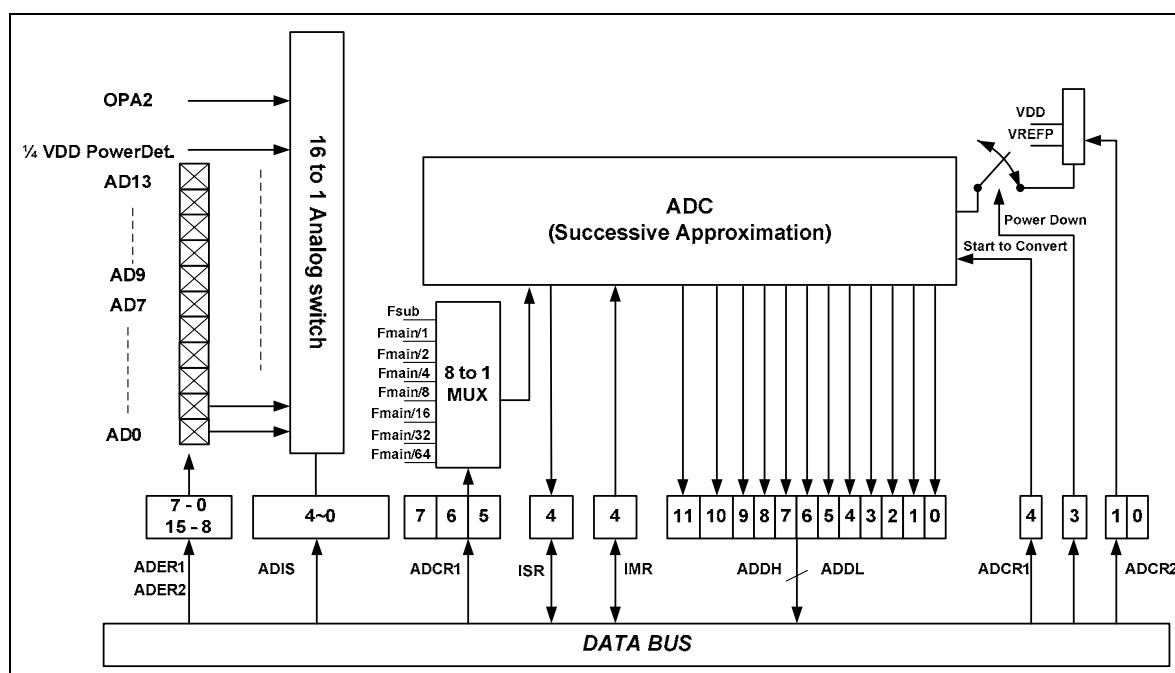 OPA2
¼ VDD PowerDet.
AD13
AD9
AD7
AD0
16 to 1 Analog switch
ADC
(Successive Approximation)
VDD
VREFP
Power Down
Start to Convert
Fsub
Fmain/1
Fmain/2
Fmain/4
Fmain/8
Fmain/16
Fmain/32
Fmain/64
8 to 1
MUX
7 - 0
15 - 8
4~0
7 6 5
4
4
11 10 9 8 7 6 5 4 3 2 1 0
4
3
1 0
ADER1
ADER2
ADIS
ADCR1
ISR
IMR
ADDH
ADDL
ADCR1
ADCR2
DATA BUS